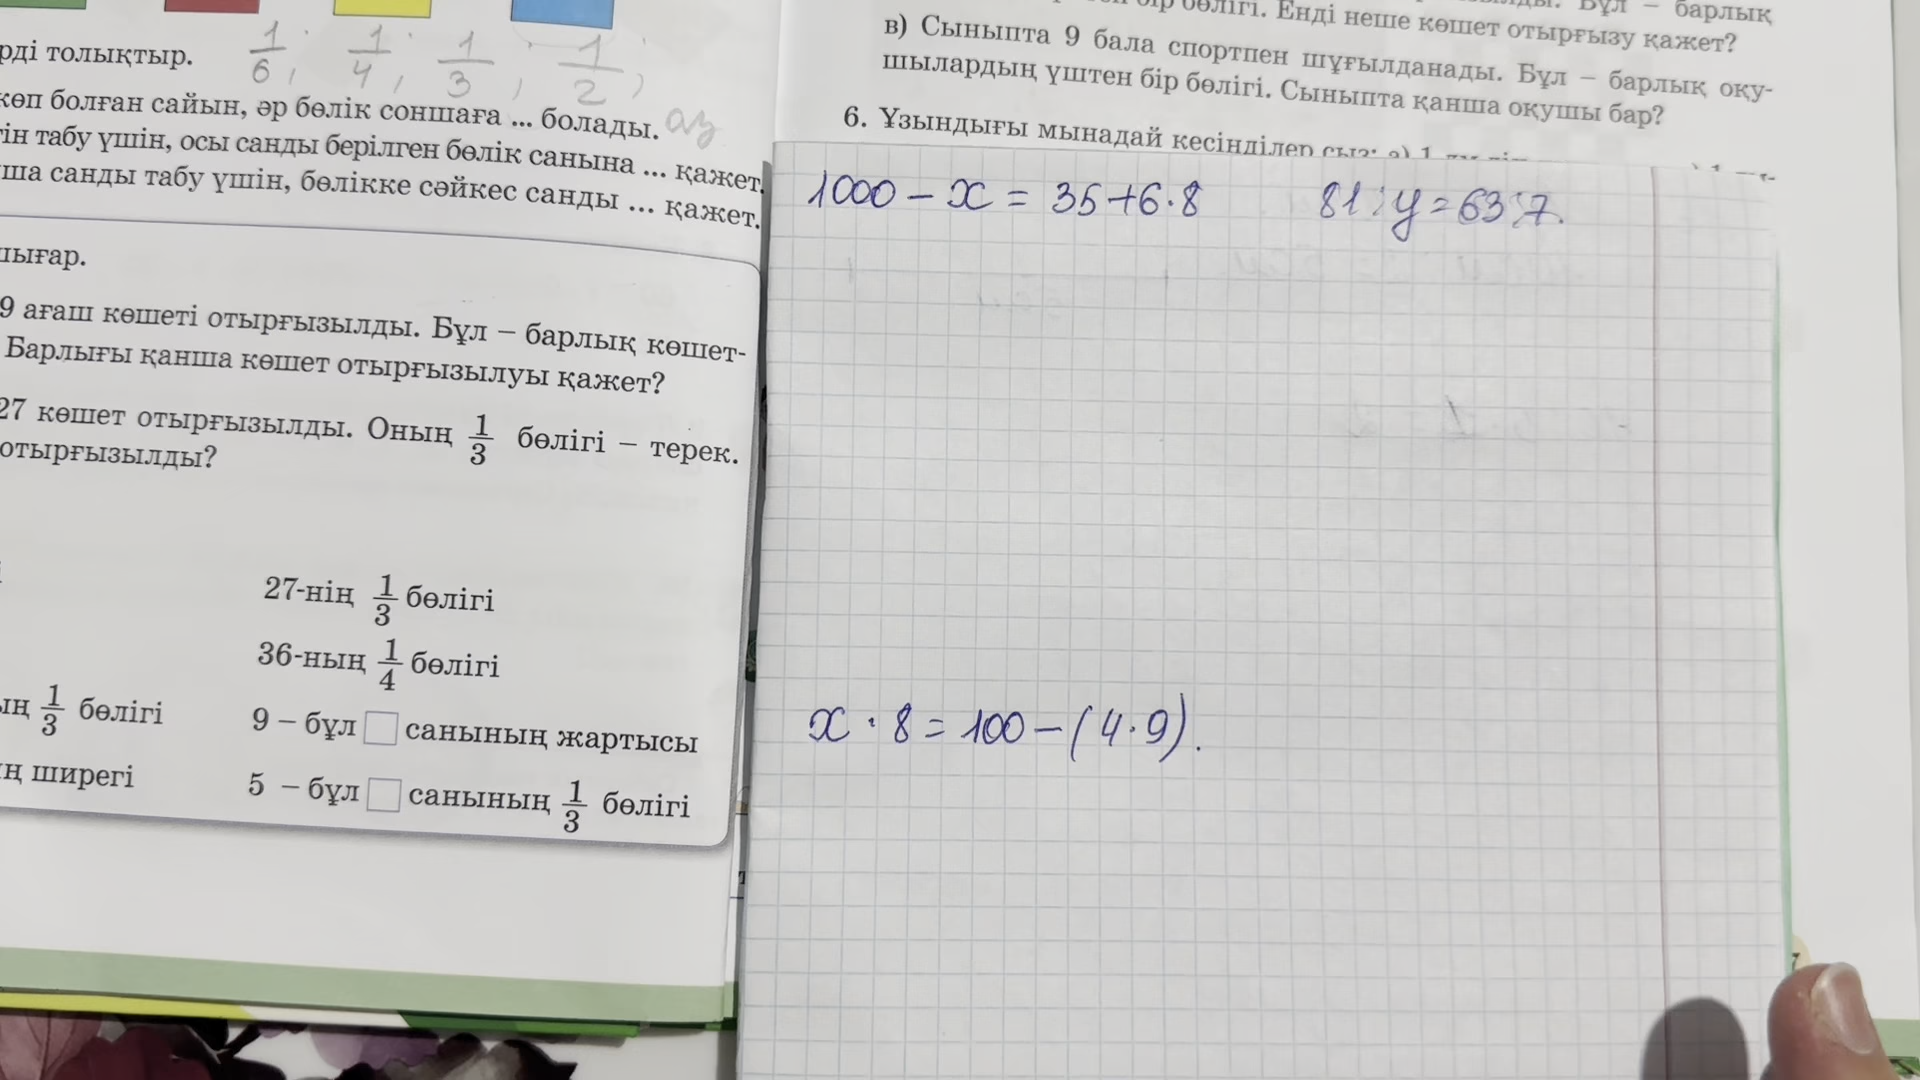 рді толықтыр. 1/6, 1/4, 1/3, 1/2,
көп болған сайын, әр бөлік соншаға ... болады. аз
ін табу үшін, осы санды берілген бөлік санына ... қажет.
ша санды табу үшін, бөлікке сәйкес санды ... қажет.
шығар.
9 ағаш көшеті отырғызылды. Бұл – барлық көшет-
Барлығы қанша көшет отырғызылуы қажет?
27 көшет отырғызылды. Оның 1/3 бөлігі – терек.
отырғызылды?
27-нің 1/3 бөлігі
36-ның 1/4 бөлігі
ың 1/3 бөлігі 9 – бұл □ санының жартысы
ң ширегі 5 – бұл □ санының 1/3 бөлігі
Бұл – барлық
бір бөлігі. Енді неше көшет отырғызу қажет?
в) Сыныпта 9 бала спортпен шұғылданады. Бұл – барлық оқу-
шылардың үштен бір бөлігі. Сыныпта қанша оқушы бар?
6. Ұзындығы мынадай кесінділер сыз: а) 1
1000 – x = 35+6·8 81:y=63:7.
x · 8 = 100 – (4·9).